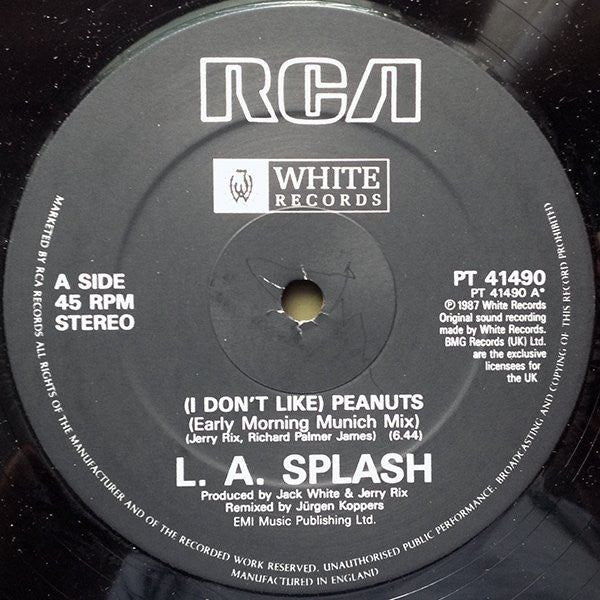 RCA
WHITE
RECORDS
A SIDE
45 RPM
STEREO
PT 41490
PT 41490 A*
℗ 1987 White Records
Original sound recording
made by White Records.
BMG Records (UK) Ltd.
are the exclusive
licensees for
the UK
(I DON'T LIKE) PEANUTS
(Early Morning Munich Mix)
(Jerry Rix, Richard Palmer James) (6.44)
L. A. SPLASH
Produced by Jack White & Jerry Rix
Remixed by Jürgen Koppers
EMI Music Publishing Ltd.
MARKETED BY RCA RECORDS ALL RIGHTS OF THE MANUFACTURER AND OF THE RECORDED WORK RESERVED. UNAUTHORISED PUBLIC PERFORMANCE, BROADCASTING AND COPYING OF THIS RECORD PROHIBITED
MANUFACTURED IN ENGLAND